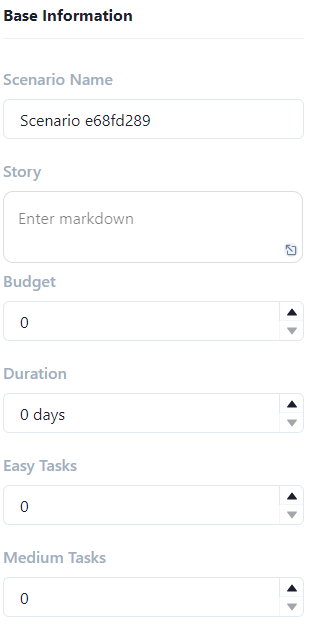 Base Information
Scenario Name
Scenario e68fd289
Story
Enter markdown
Budget
0
Duration
0 days
Easy Tasks
0
Medium Tasks
0